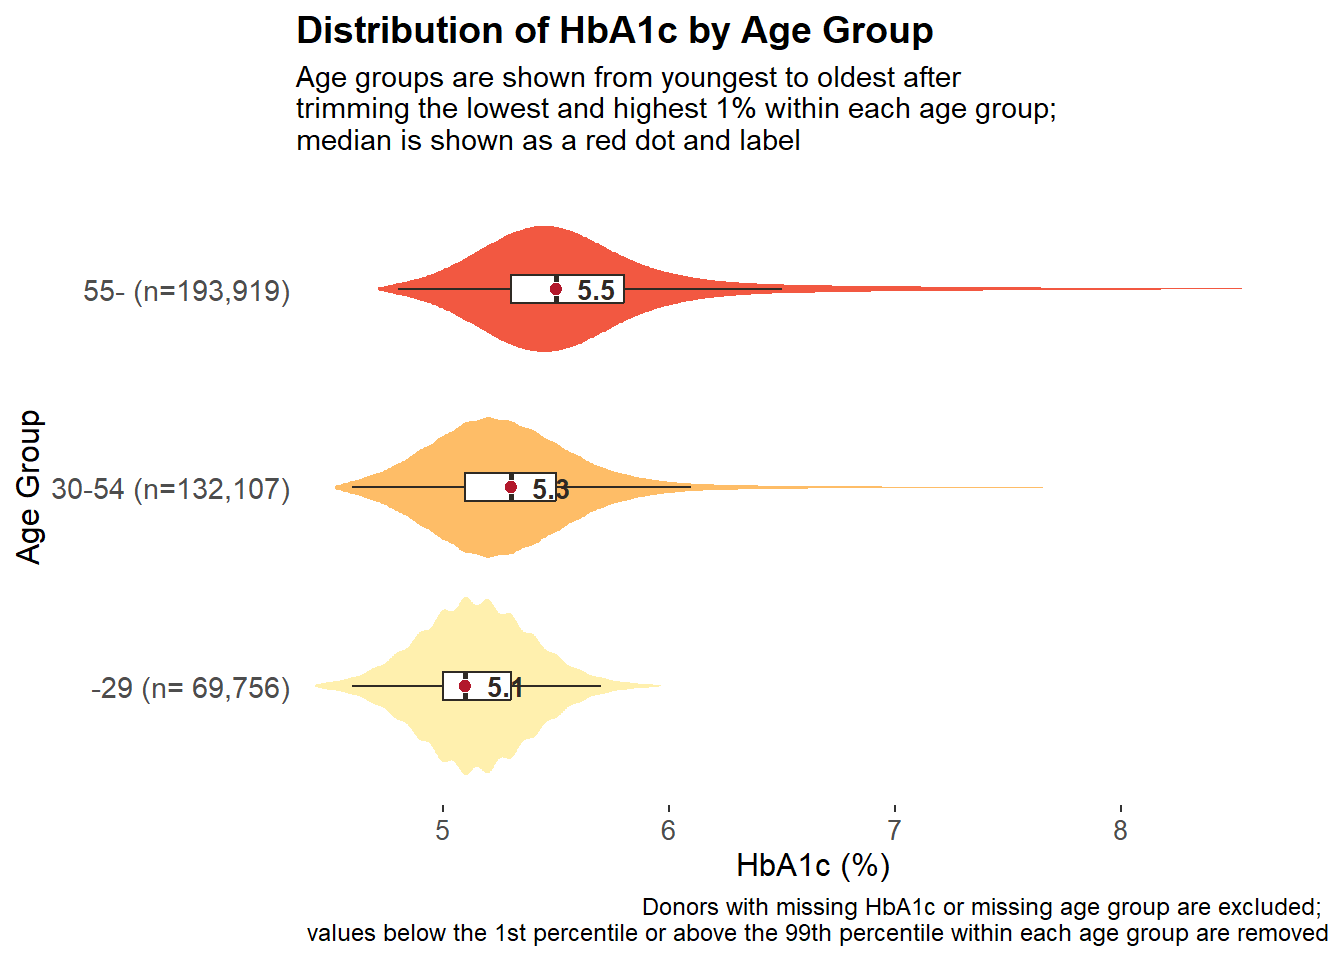 Distribution of HbA1c by Age Group
Age groups are shown from youngest to oldest after
trimming the lowest and highest 1% within each age group;
median is shown as a red dot and label
55- (n=193,919)
5.5
Age Group
30-54 (n=132,107)
5.3
-29 (n= 69,756)
5.1
5 6 7 8
HbA1c (%)
Donors with missing HbA1c or missing age group are excluded;
values below the 1st percentile or above the 99th percentile within each age group are removed